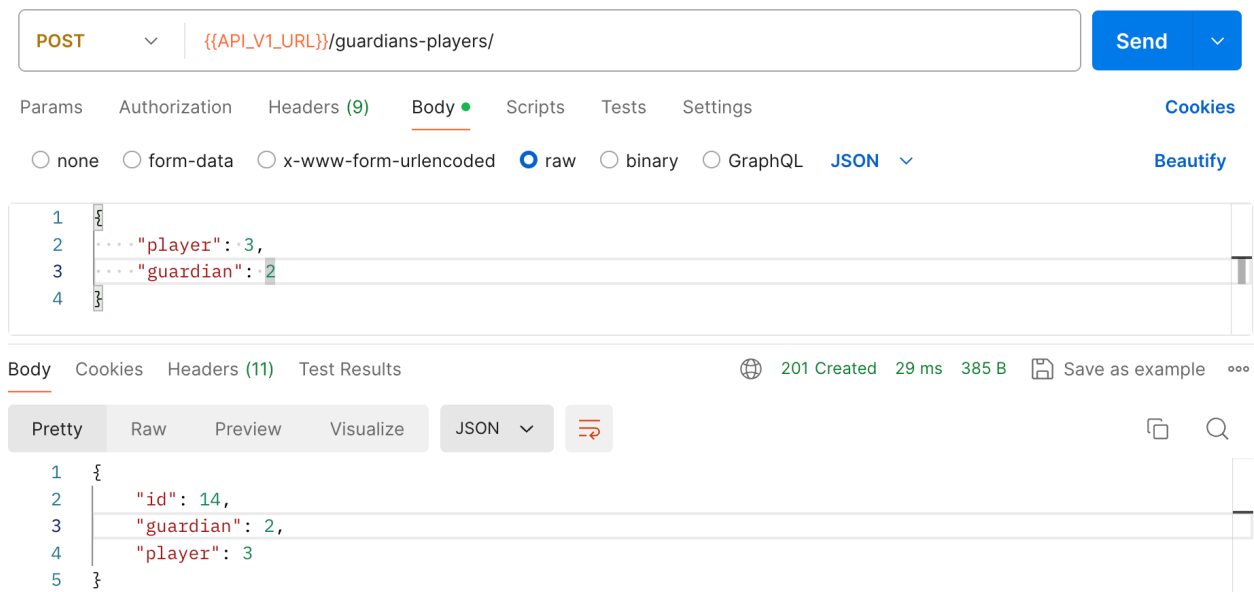 POST {{API_V1_URL}}/guardians-players/ Send
Params Authorization Headers (9) Body Scripts Tests Settings Cookies
none form-data x-www-form-urlencoded raw binary GraphQL JSON Beautify
1 {
2 ····"player":·3,
3 ····"guardian":·2
4 }
Body Cookies Headers (11) Test Results 201 Created 29 ms 385 B Save as example
Pretty Raw Preview Visualize JSON
1 {
2 "id": 14,
3 "guardian": 2,
4 "player": 3
5 }